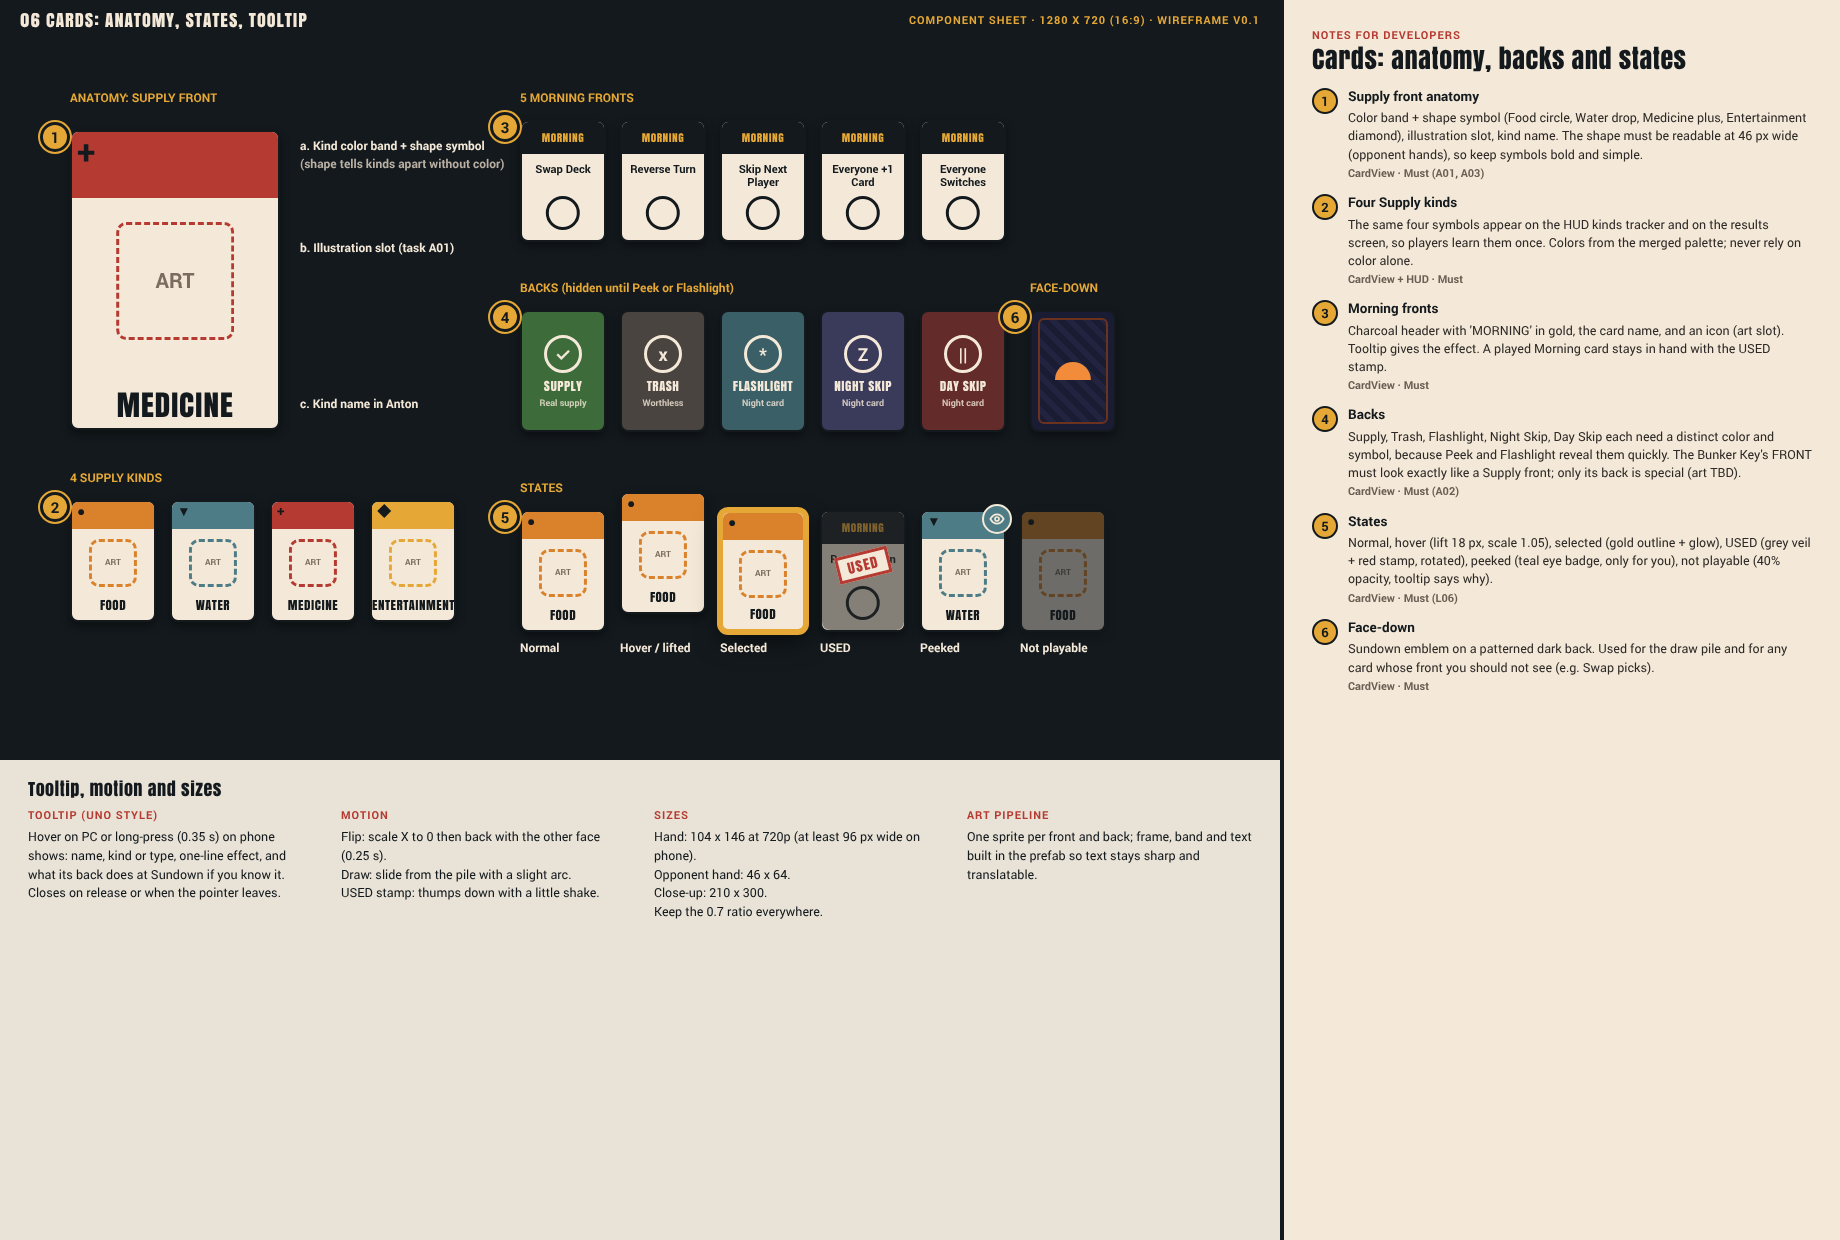 06 CARDS: ANATOMY, STATES, TOOLTIP
COMPONENT SHEET · 1280 X 720 (16:9) · WIREFRAME V0.1
ANATOMY: SUPPLY FRONT
1
ART
MEDICINE
a. Kind color band + shape symbol
(shape tells kinds apart without color)
b. Illustration slot (task A01)
c. Kind name in Anton
4 SUPPLY KINDS
2
ART
FOOD
ART
WATER
ART
MEDICINE
ART
ENTERTAINMENT
5 MORNING FRONTS
3
MORNING
Swap Deck
MORNING
Reverse Turn
MORNING
Skip Next
Player
MORNING
Everyone +1
Card
MORNING
Everyone
Switches
BACKS (hidden until Peek or Flashlight)
4
SUPPLY
Real supply
x
TRASH
Worthless
*
FLASHLIGHT
Night card
Z
NIGHT SKIP
Night card
||
DAY SKIP
Night card
FACE-DOWN
6
STATES
5
ART
FOOD
Normal
ART
FOOD
Hover / lifted
ART
FOOD
Selected
MORNING
USED
USED
ART
WATER
Peeked
ART
FOOD
Not playable
NOTES FOR DEVELOPERS
Cards: anatomy, backs and states
1
Supply front anatomy
Color band + shape symbol (Food circle, Water drop, Medicine plus, Entertainment
diamond), illustration slot, kind name. The shape must be readable at 46 px wide
(opponent hands), so keep symbols bold and simple.
CardView · Must (A01, A03)
2
Four Supply kinds
The same four symbols appear on the HUD kinds tracker and on the results
screen, so players learn them once. Colors from the merged palette; never rely on
color alone.
CardView + HUD · Must
3
Morning fronts
Charcoal header with 'MORNING' in gold, the card name, and an icon (art slot).
Tooltip gives the effect. A played Morning card stays in hand with the USED
stamp.
CardView · Must
4
Backs
Supply, Trash, Flashlight, Night Skip, Day Skip each need a distinct color and
symbol, because Peek and Flashlight reveal them quickly. The Bunker Key's FRONT
must look exactly like a Supply front; only its back is special (art TBD).
CardView · Must (A02)
5
States
Normal, hover (lift 18 px, scale 1.05), selected (gold outline + glow), USED (grey veil
+ red stamp, rotated), peeked (teal eye badge, only for you), not playable (40%
opacity, tooltip says why).
CardView · Must (L06)
6
Face-down
Sundown emblem on a patterned dark back. Used for the draw pile and for any
card whose front you should not see (e.g. Swap picks).
CardView · Must
Tooltip, motion and sizes
TOOLTIP (UNO STYLE)
Hover on PC or long-press (0.35 s) on phone
shows: name, kind or type, one-line effect, and
what its back does at Sundown if you know it.
Closes on release or when the pointer leaves.
MOTION
Flip: scale X to 0 then back with the other face
(0.25 s).
Draw: slide from the pile with a slight arc.
USED stamp: thumps down with a little shake.
SIZES
Hand: 104 x 146 at 720p (at least 96 px wide on
phone).
Opponent hand: 46 x 64.
Close-up: 210 x 300.
Keep the 0.7 ratio everywhere.
ART PIPELINE
One sprite per front and back; frame, band and text
built in the prefab so text stays sharp and
translatable.